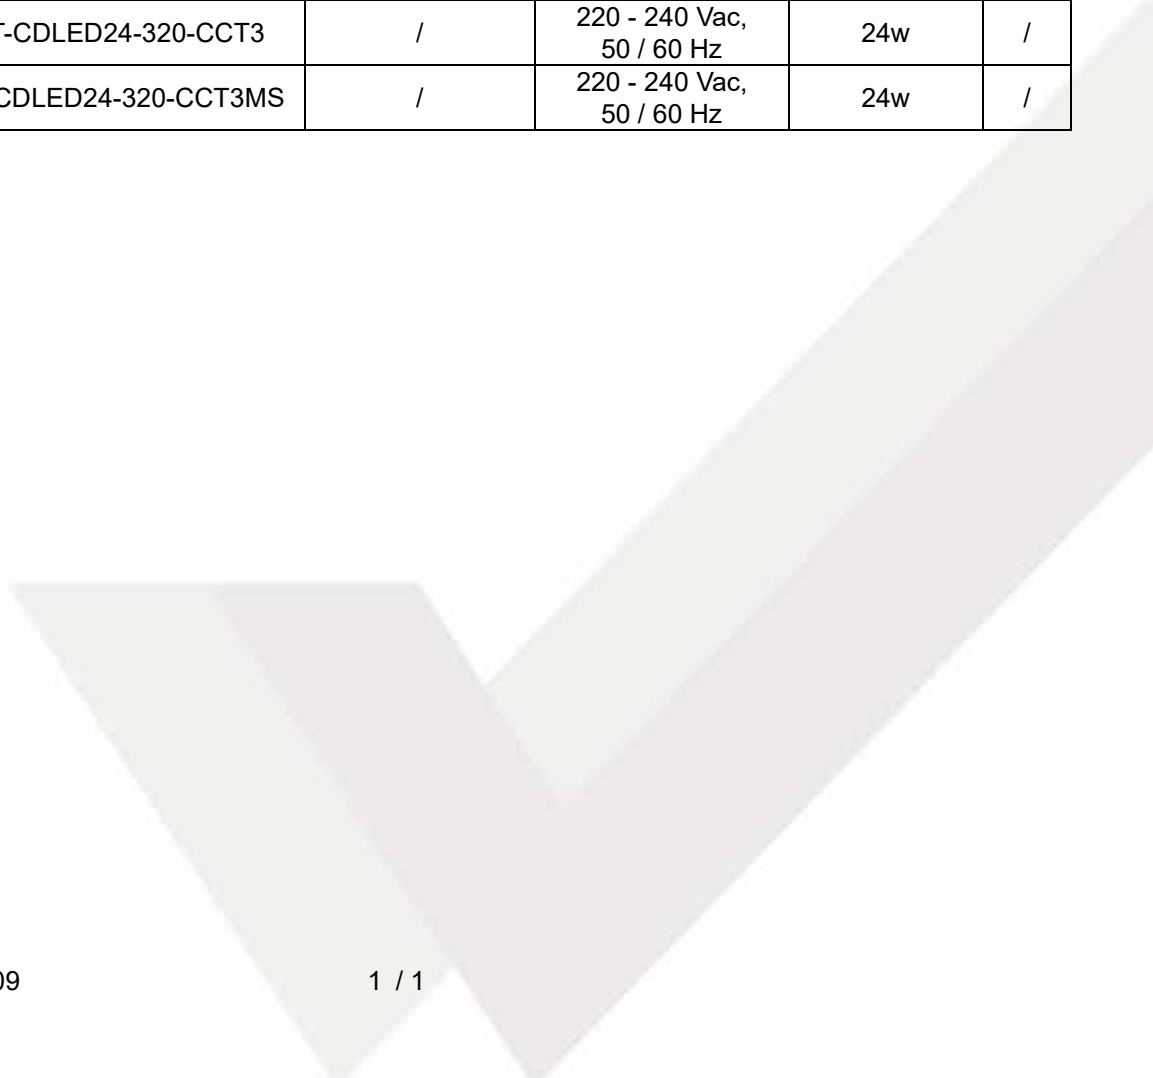 T-CDLED24-320-CCT3 / 220 - 240 Vac, 50 / 60 Hz 24w /
CDLED24-320-CCT3MS / 220 - 240 Vac, 50 / 60 Hz 24w /
09 1 / 1